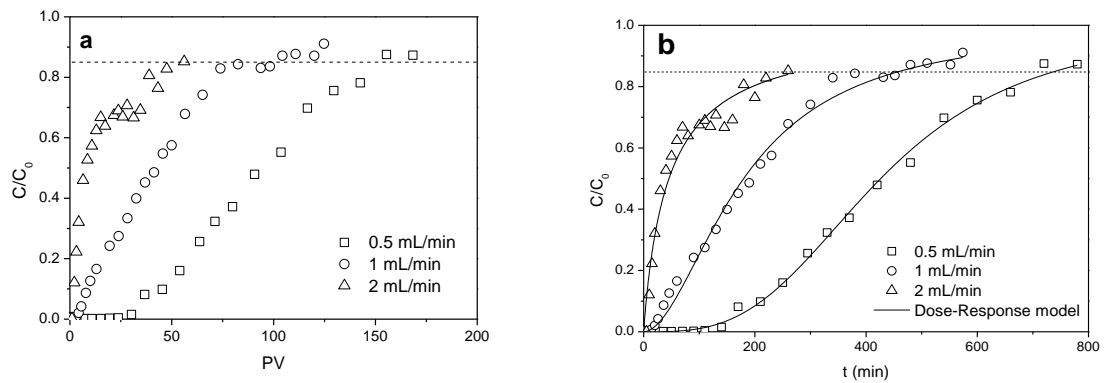 a
1.0
0.8
0.6
0.4
0.2
0.0
C/C₀
0 50 100 150 200
PV
0.5 mL/min
1 mL/min
2 mL/min
b
1.0
0.8
0.6
0.4
0.2
0.0
C/C₀
0 200 400 600 800
t (min)
0.5 mL/min
1 mL/min
2 mL/min
Dose-Response model